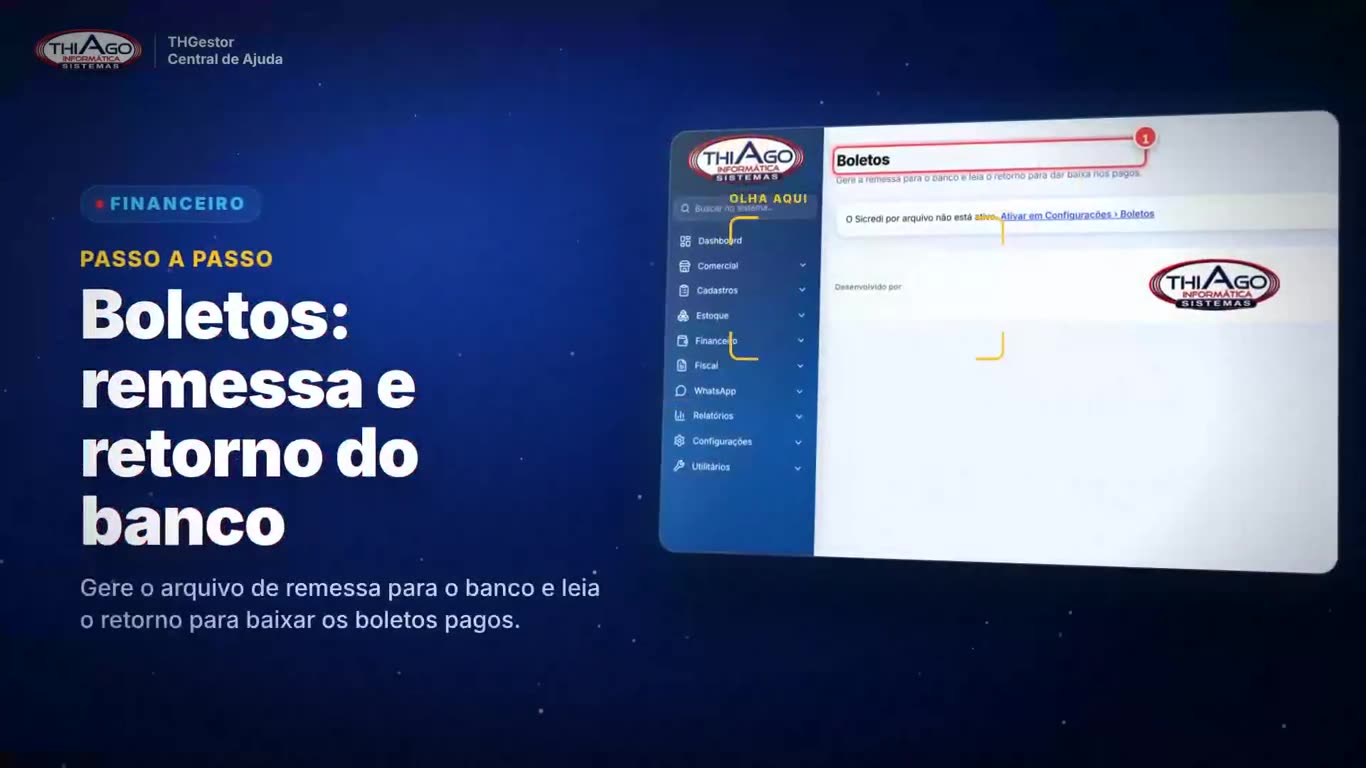 THIAGO
INFORMÁTICA
SISTEMAS
THGestor
Central de Ajuda
FINANCEIRO
PASSO A PASSO
Boletos:
remessa e
retorno do
banco
Gere o arquivo de remessa para o banco e leia
o retorno para baixar os boletos pagos.
THIAGO
INFORMÁTICA
SISTEMAS
OLHA AQUI
Buscar no sistema...
Dashboard
Comercial
Cadastros
Estoque
Financeiro
Fiscal
WhatsApp
Relatórios
Configurações
Utilitários
1
Boletos
Gere a remessa para o banco e leia o retorno para dar baixa nos pagos.
O Sicredi por arquivo não está ativo. Ativar em Configurações › Boletos
Desenvolvido por
THIAGO
INFORMÁTICA
SISTEMAS